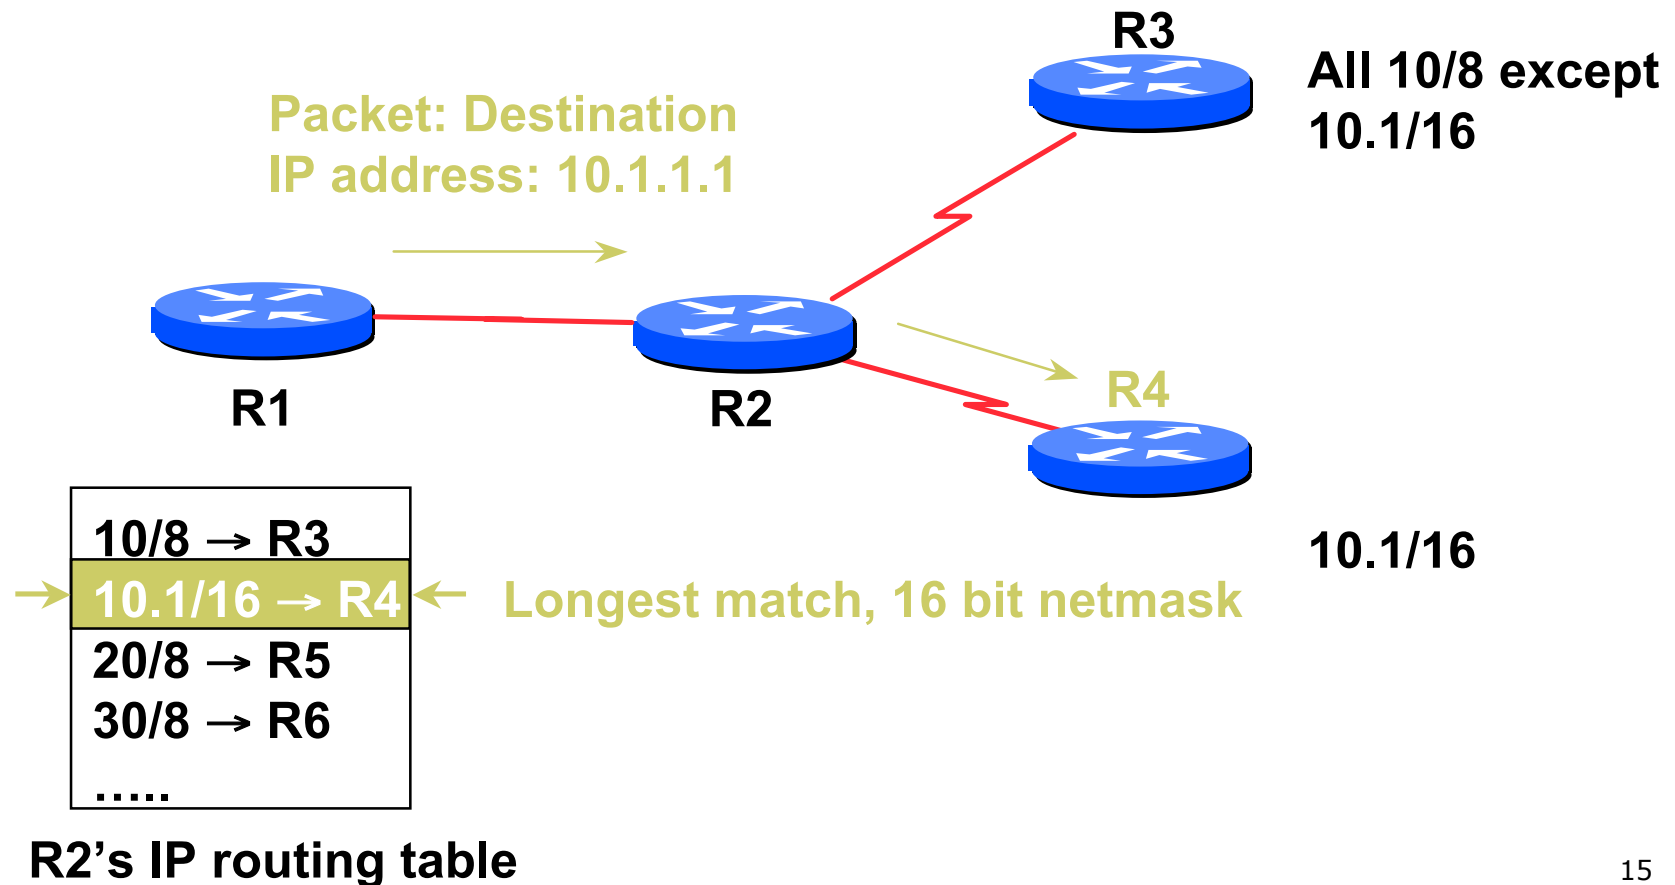 R3
All 10/8 except
10.1/16
Packet: Destination
IP address: 10.1.1.1
R1
R2
R4
10.1/16
10/8 → R3
10.1/16 → R4
Longest match, 16 bit netmask
20/8 → R5
30/8 → R6
.....
R2’s IP routing table
15